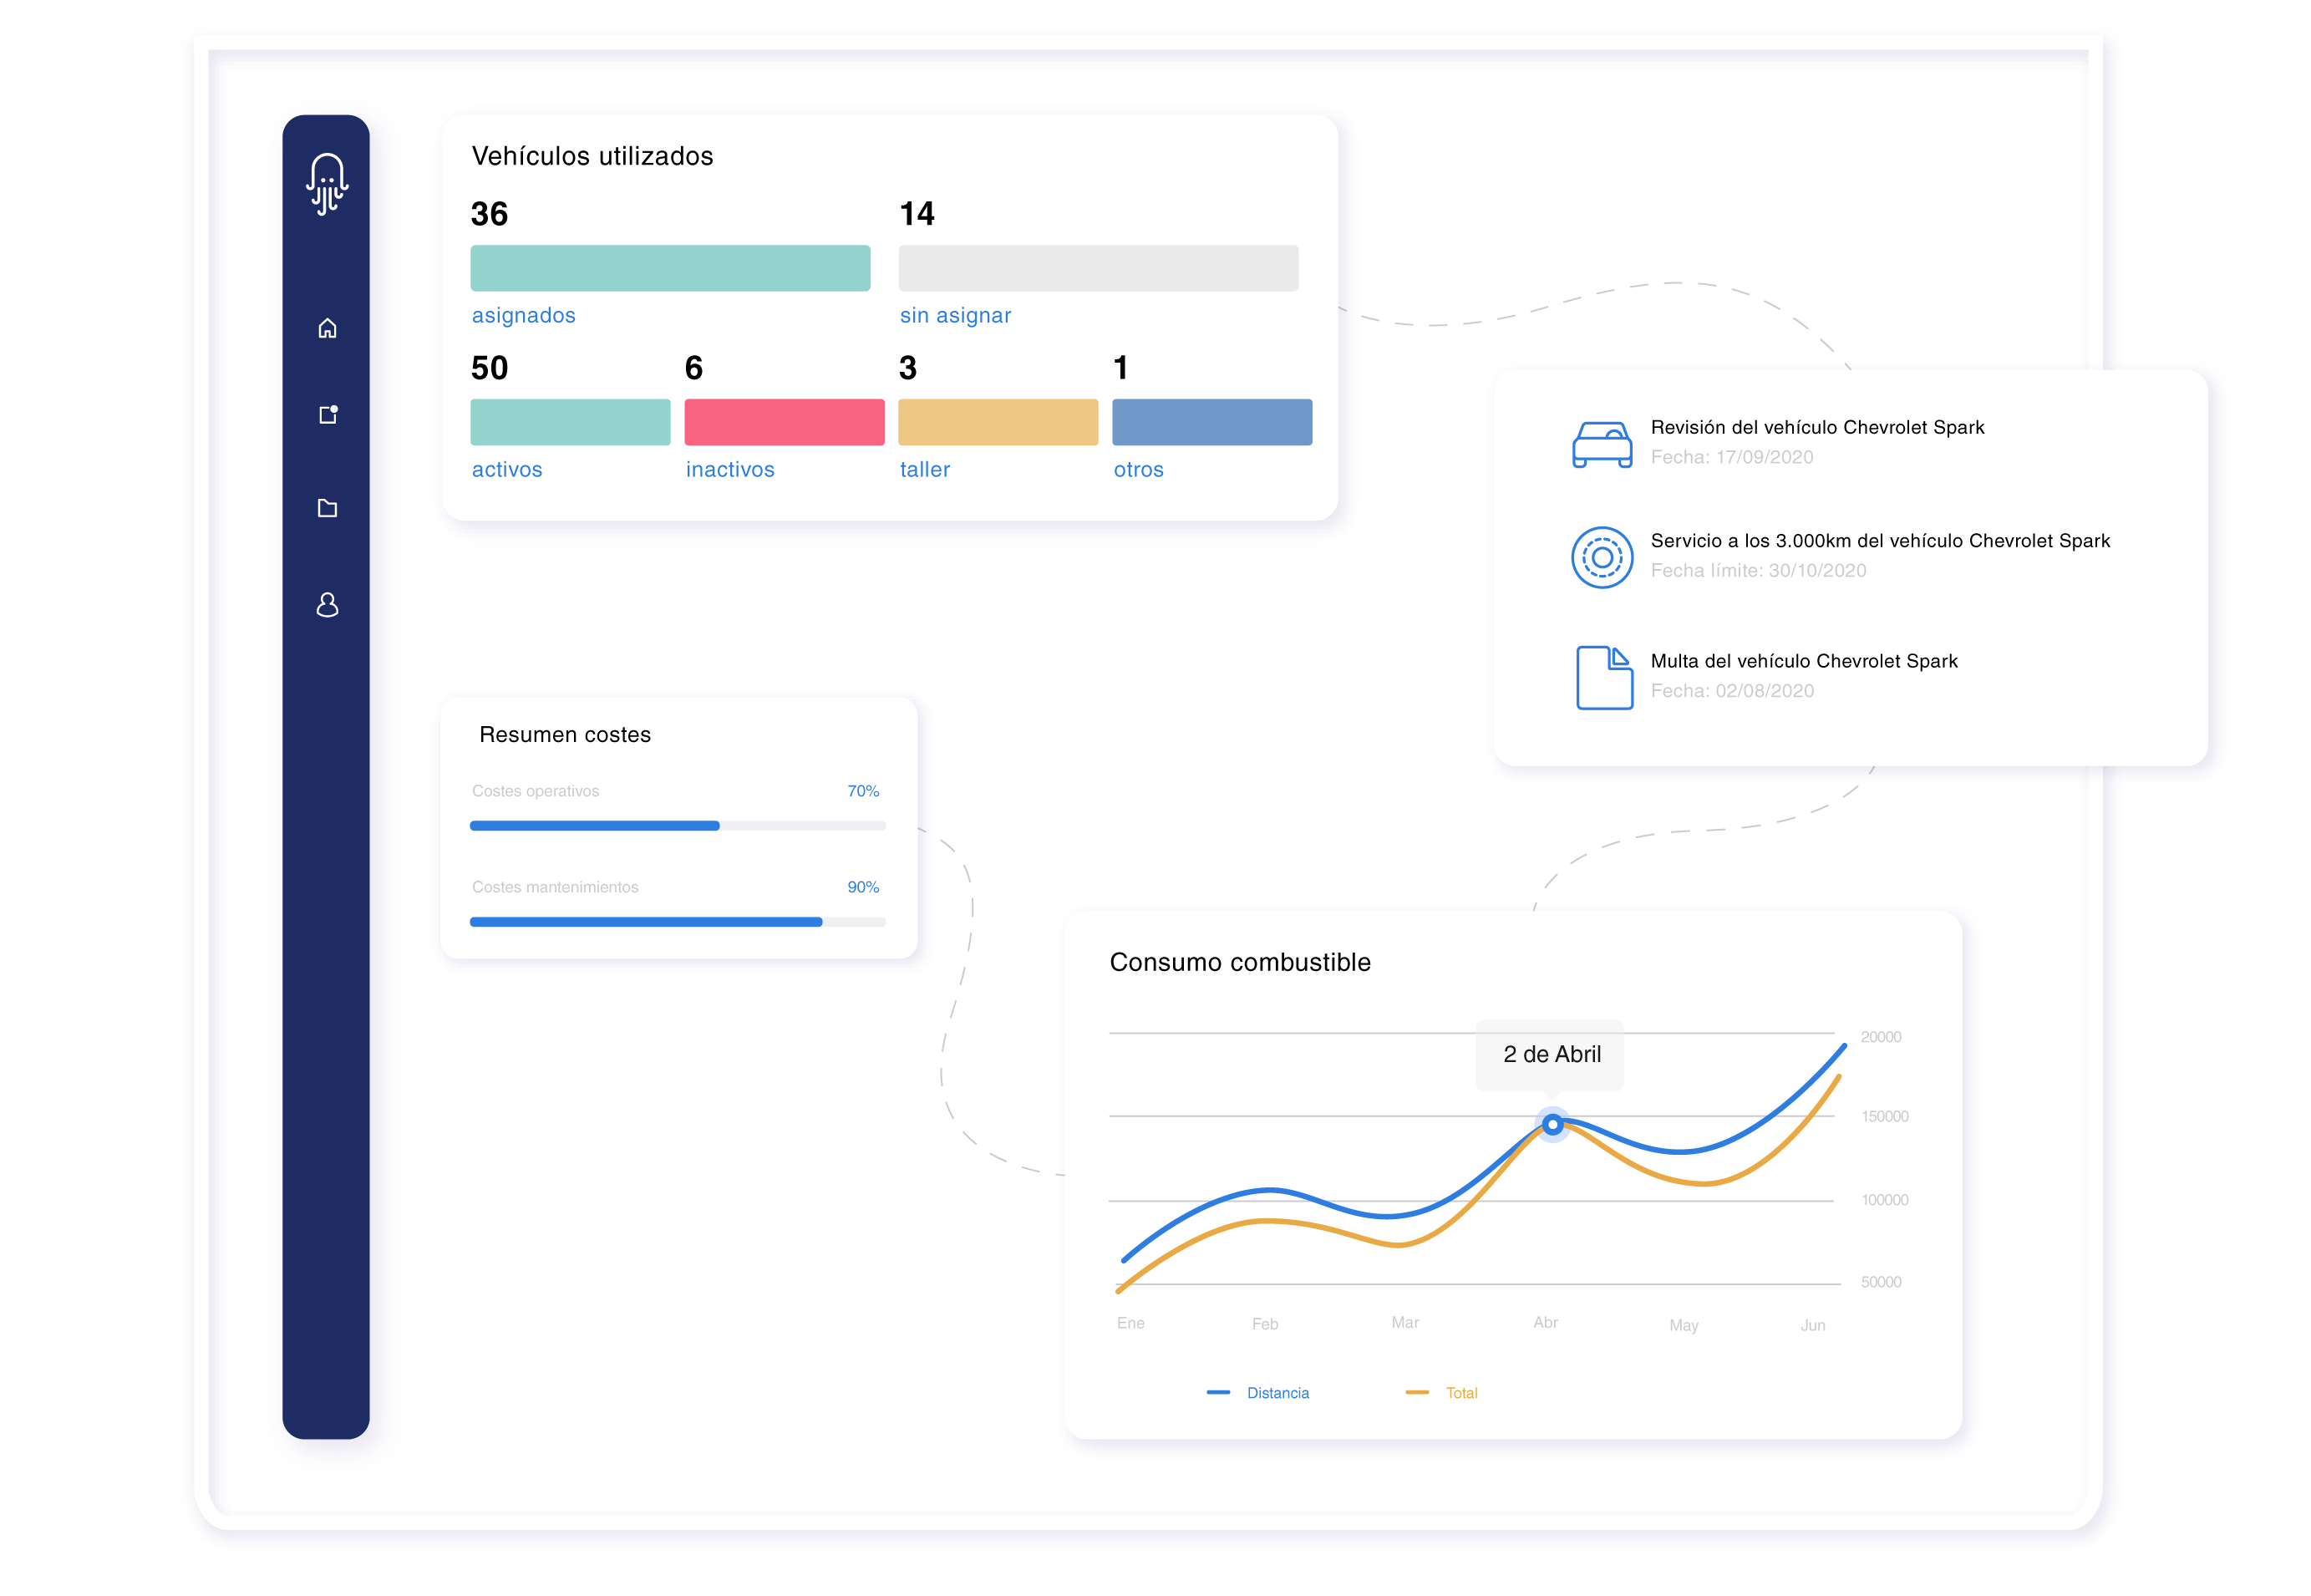 Vehículos utilizados
36
14
asignados
sin asignar
50
6
3
1
activos
inactivos
taller
otros
Revisión del vehículo Chevrolet Spark
Fecha: 17/09/2020
Servicio a los 3.000km del vehículo Chevrolet Spark
Fecha límite: 30/10/2020
Multa del vehículo Chevrolet Spark
Fecha: 02/08/2020
Resumen costes
Costes operativos 70%
Costes mantenimientos 90%
Consumo combustible
2 de Abril
20000
150000
100000
50000
Ene Feb Mar Abr May Jun
Distancia Total